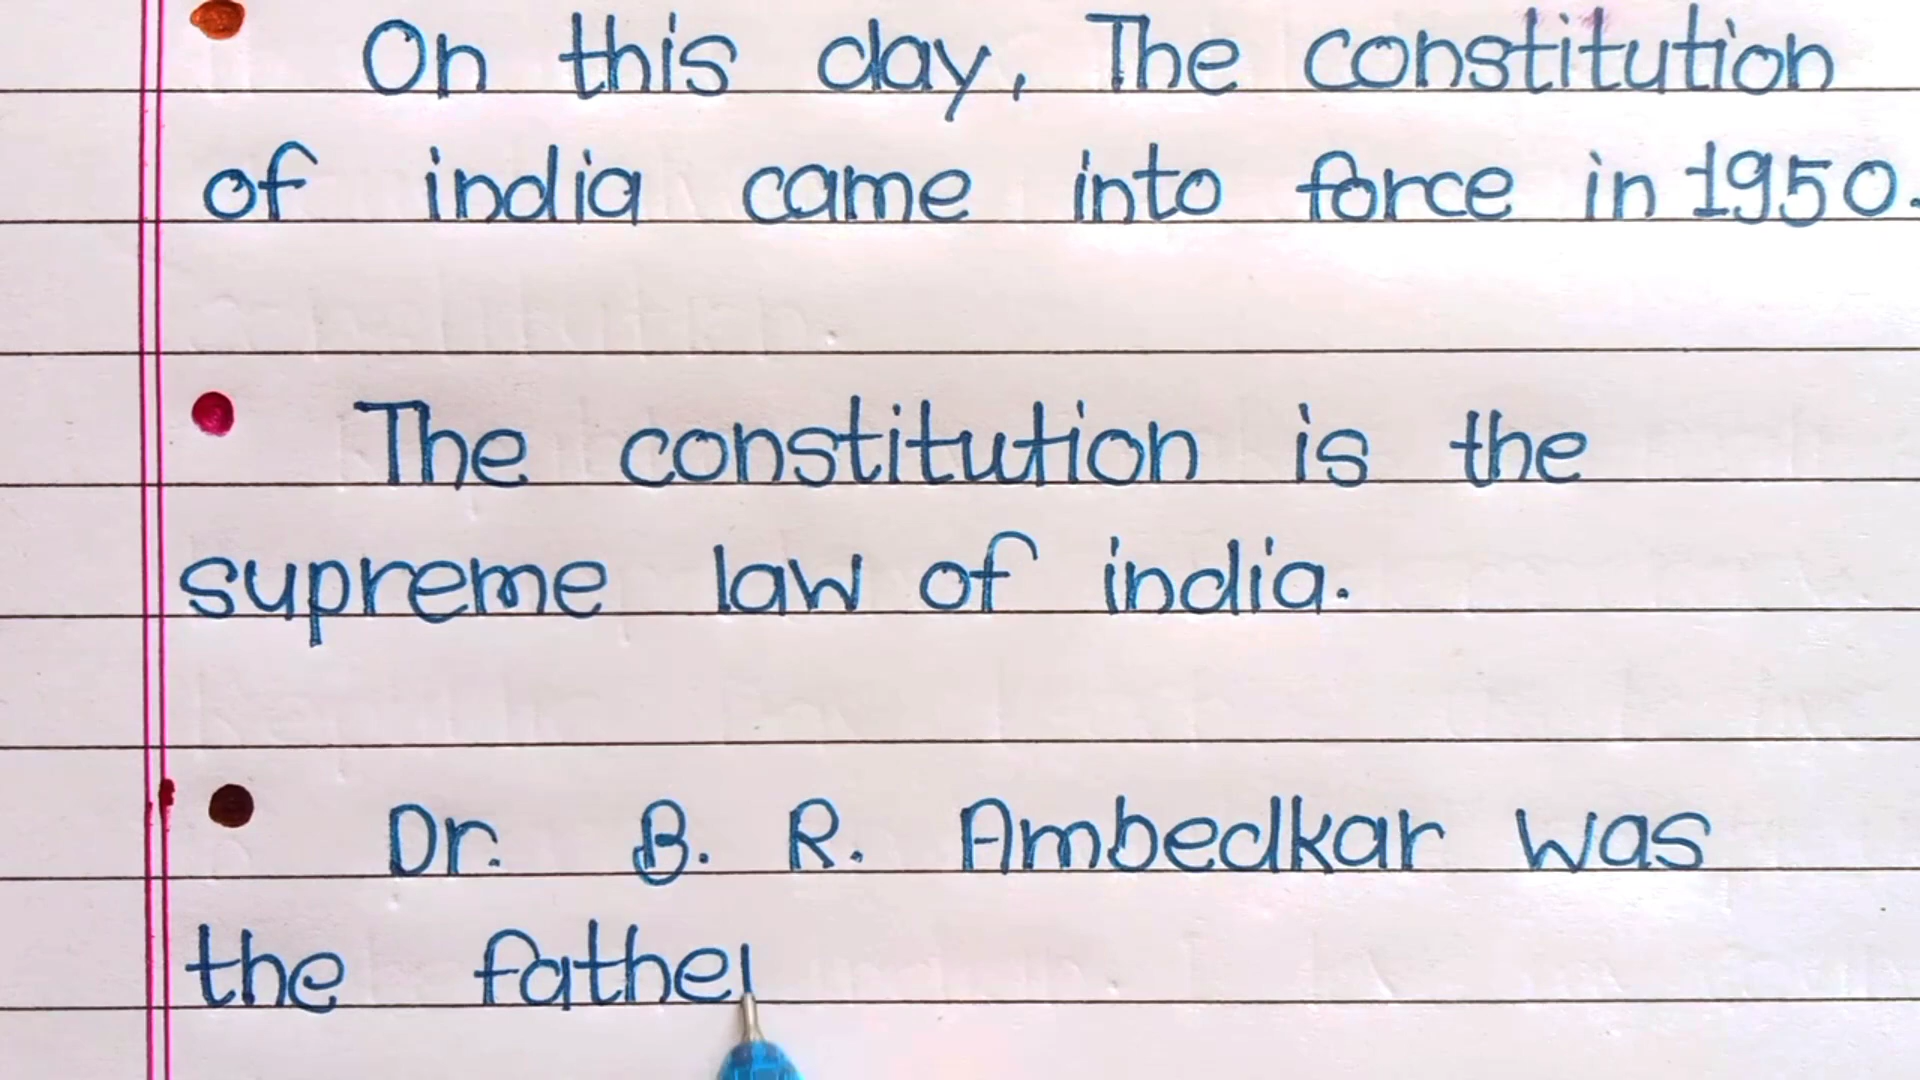 On this day, The constitution
of india came into force in 1950.
The constitution is the
supreme law of india.
Dr. B. R. Ambedkar was
the